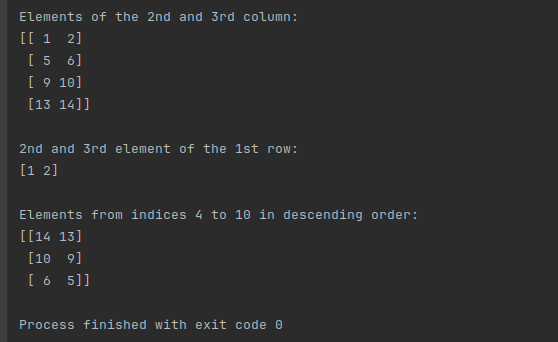 Elements of the 2nd and 3rd column:
[[ 1  2]
 [ 5  6]
 [ 9 10]
 [13 14]]
2nd and 3rd element of the 1st row:
[1 2]
Elements from indices 4 to 10 in descending order:
[[14 13]
 [10  9]
 [ 6  5]]
Process finished with exit code 0